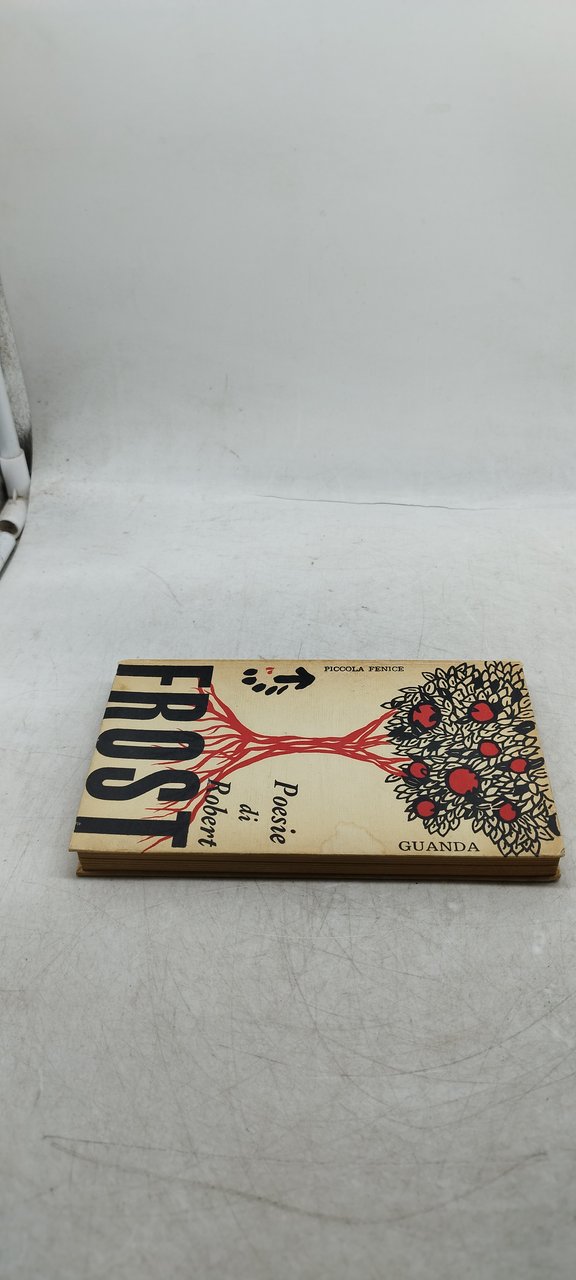 PICCOLA FENICE
GUANDA
Poesie
di
Robert
FROST